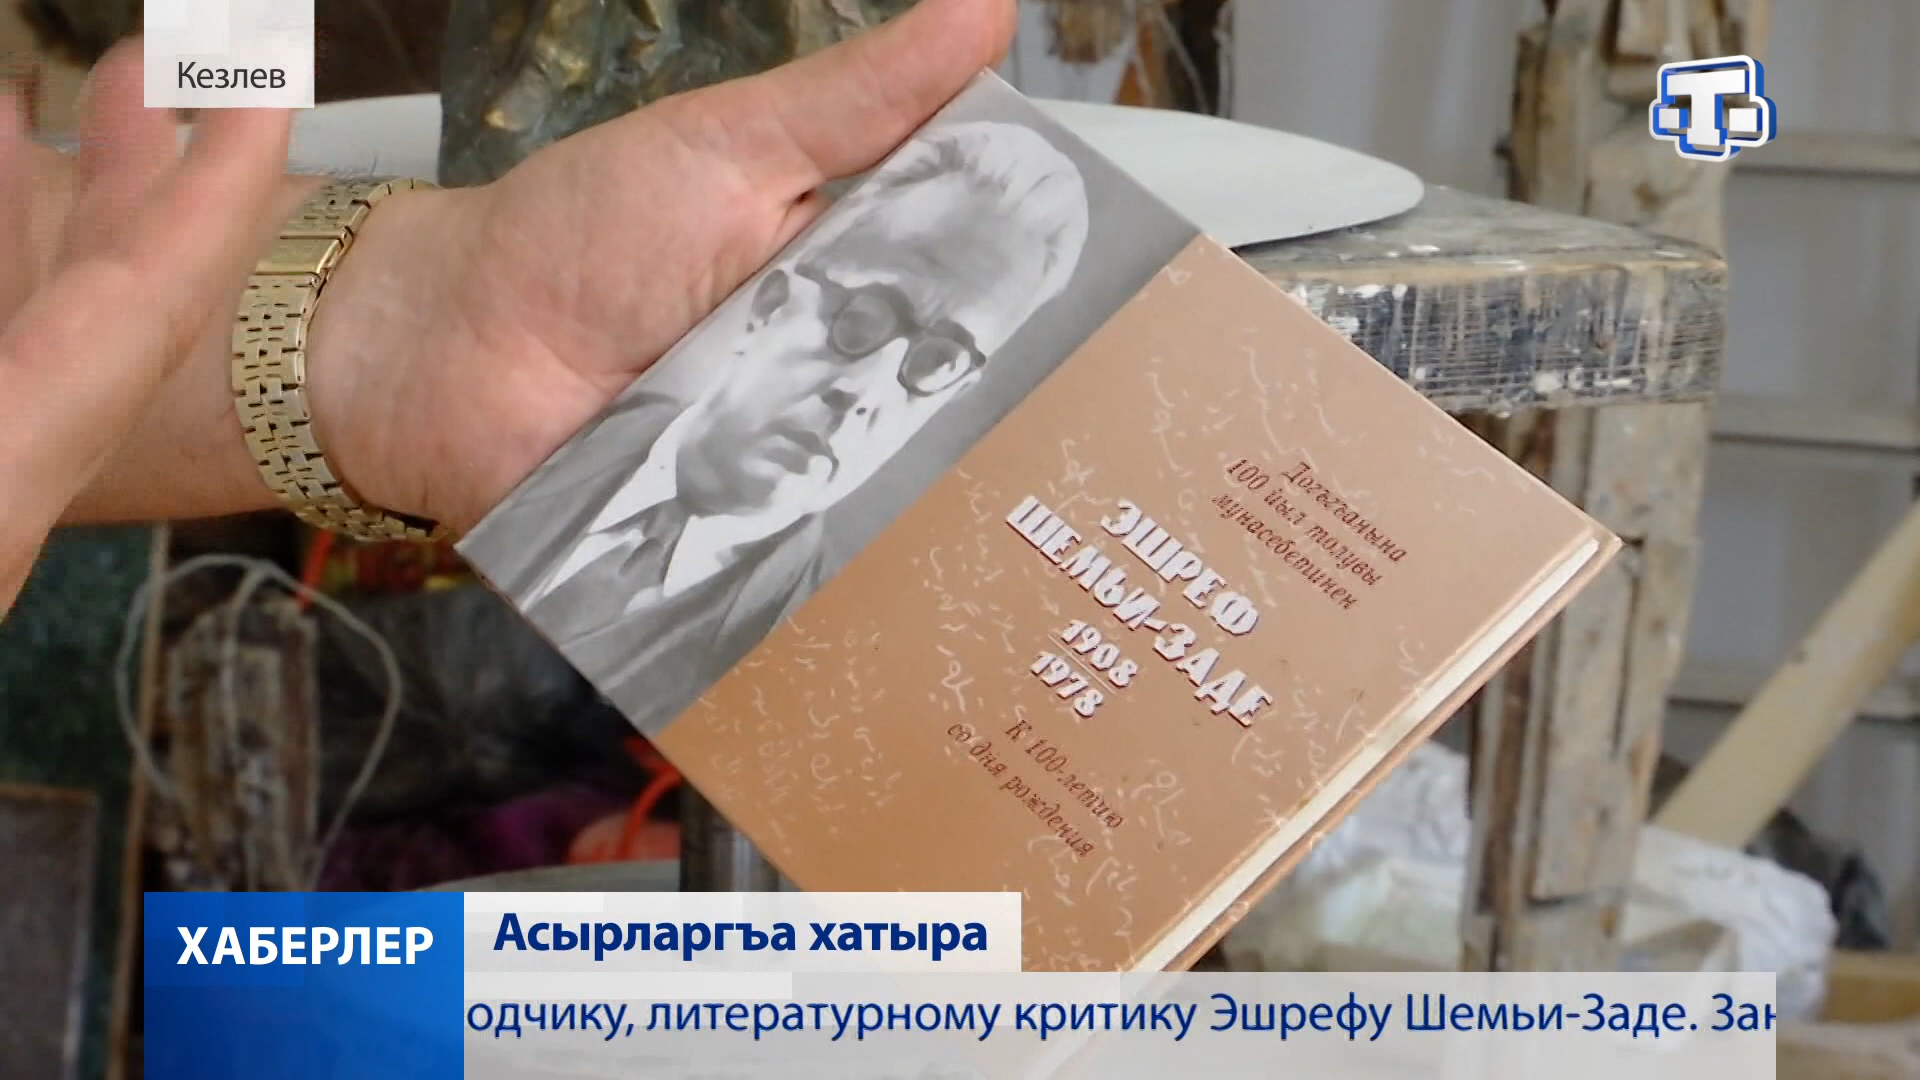 Кезлев
Т
Догъгъанына
100 йыл толувы
мунасебетинен
ЭШРЕФ
ШЕМЬИ-ЗАДЕ
1908
1978
К 100-летию
со дня рождения
ХАБЕРЛЕР
Асырларгъа хатыра
одчику, литературному критику Эшрефу Шемьи-Заде. Зан